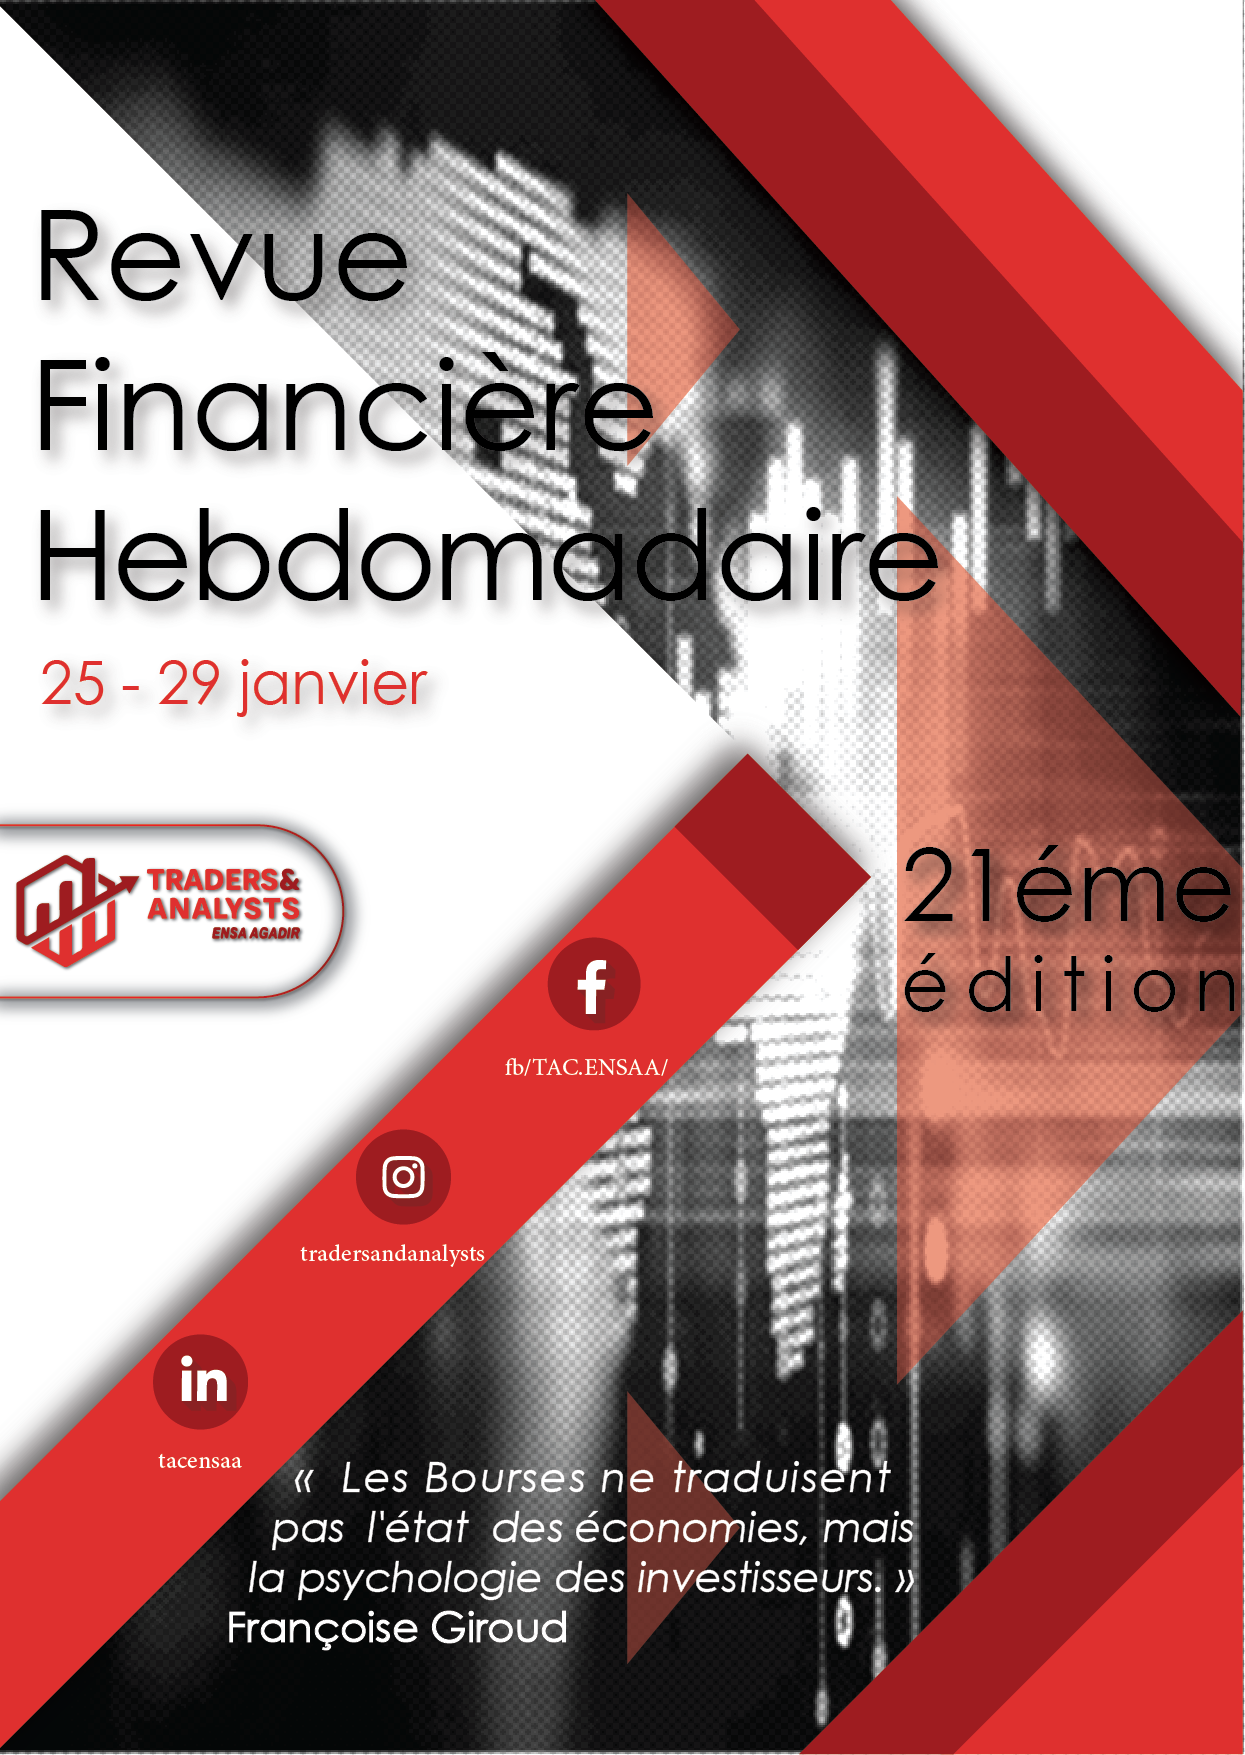 Revue
Financière
Hebdomadaire
25 - 29 janvier
TRADERS&
ANALYSTS
ENSA AGADIR
21éme
édition
fb/TAC.ENSAA/
tradersandanalysts
in
tacensaa
« Les Bourses ne traduisent
pas l'état des économies, mais
la psychologie des investisseurs. »
Françoise Giroud